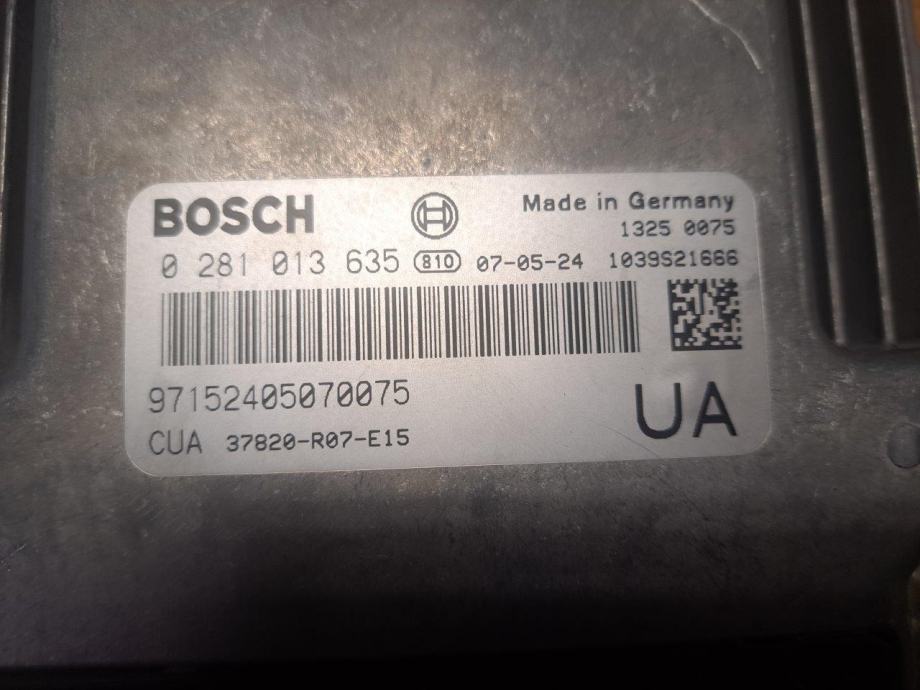 BOSCH
Made in Germany
1325 0075
0 281 013 635 810 07-05-24 1039S21666
97152405070075
UA
CUA 37820-R07-E15